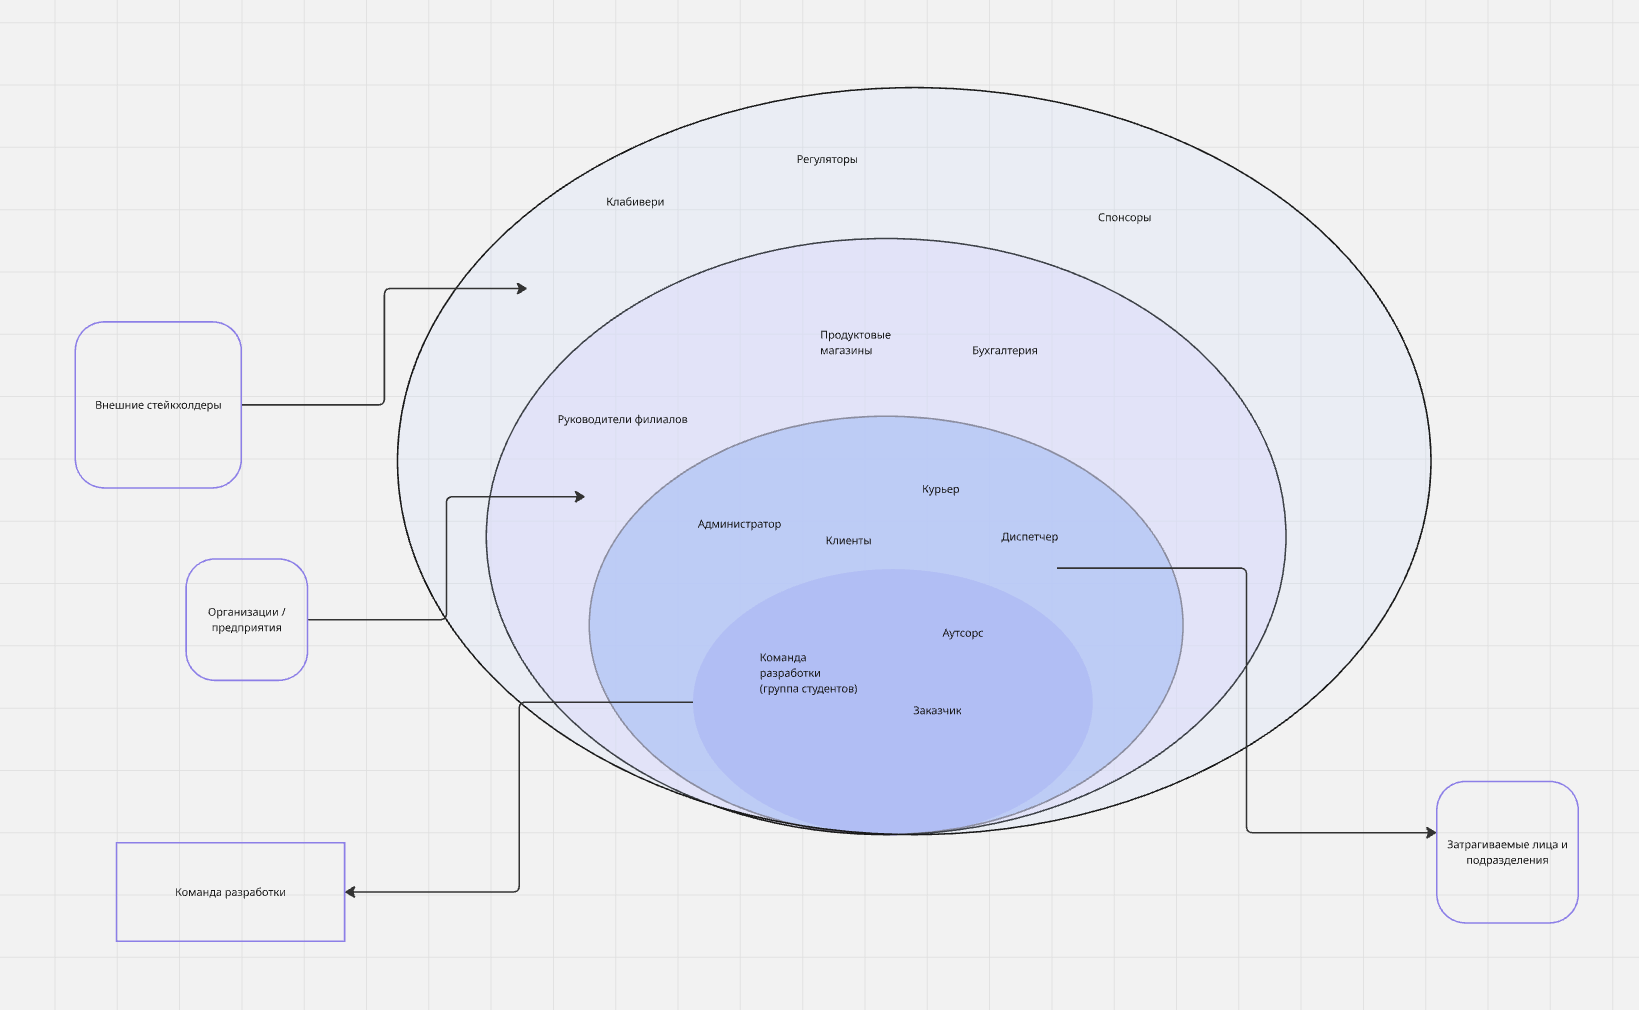 Регуляторы
Клабивери
Спонсоры
Продуктовые
магазины
Бухгалтерия
Внешние стейкхолдеры
Руководители филиалов
Курьер
Администратор
Клиенты
Диспетчер
Организации /
предприятия
Аутсорс
Команда
разработки
(группа студентов)
Заказчик
Затрагиваемые лица и
подразделения
Команда разработки